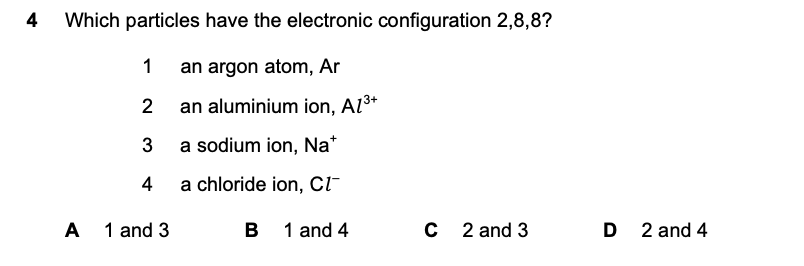 4 Which particles have the electronic configuration 2,8,8?
1 an argon atom, Ar
2 an aluminium ion, Al³⁺
3 a sodium ion, Na⁺
4 a chloride ion, Cl⁻
A 1 and 3 B 1 and 4 C 2 and 3 D 2 and 4